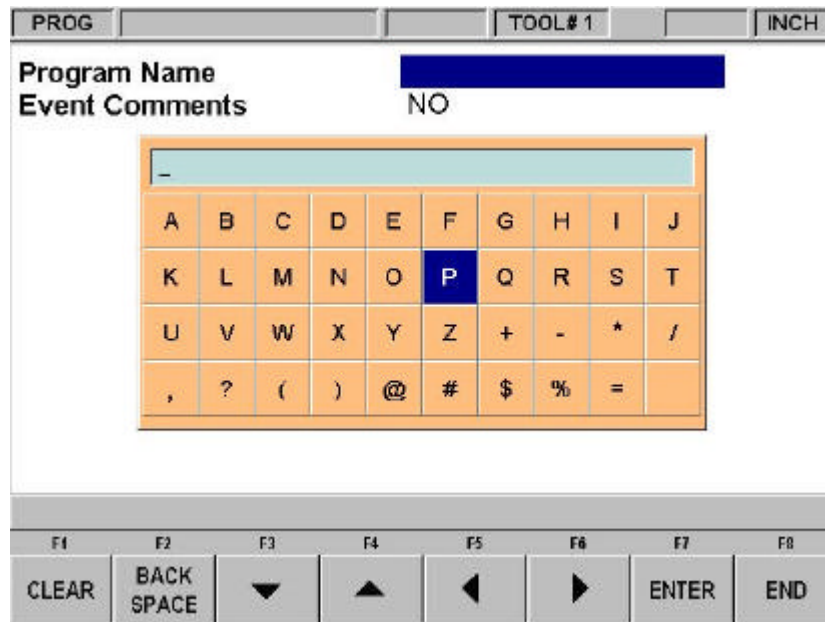 PROG TOOL# 1 INCH
Program Name
Event Comments NO
_
A B C D E F G H I J
K L M N O P Q R S T
U V W X Y Z + - * /
, ? ( ) @ # $ % =
F1 F2 F3 F4 F5 F6 F7 F8
CLEAR BACK SPACE ENTER END